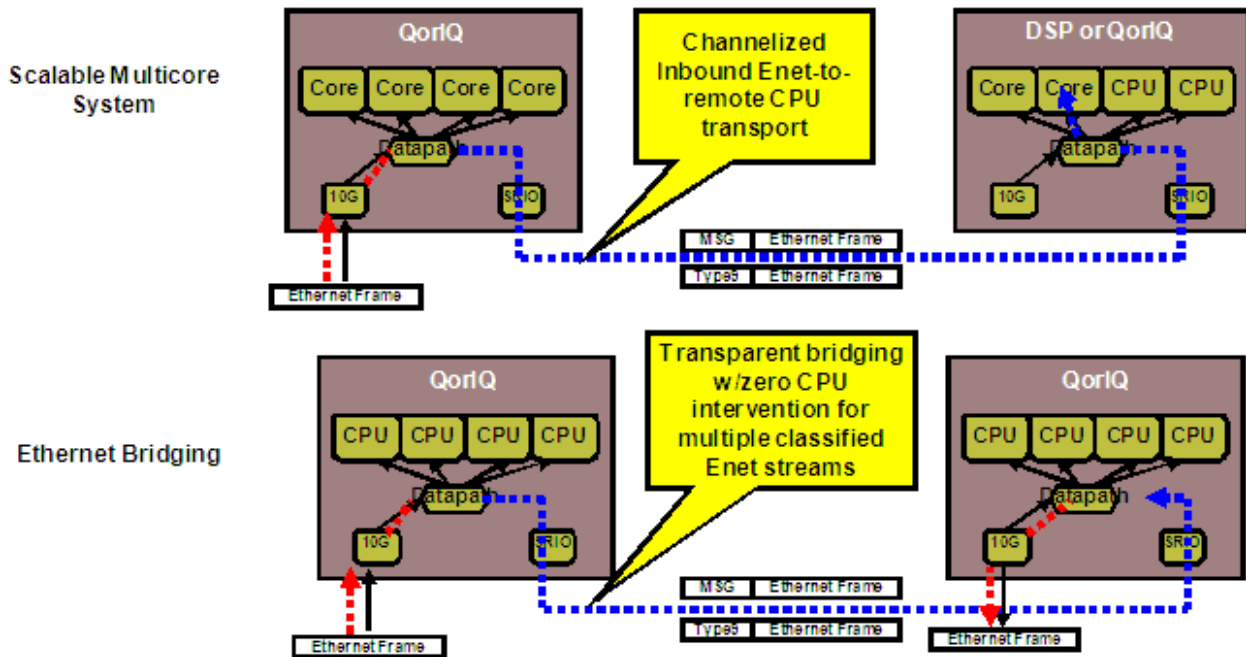 Scalable Multicore
System
QorIQ
Core Core Core Core
Datapath
10G
SRIO
Ethernet Frame
Channelized
Inbound Enet-to-
remote CPU
transport
MSG Ethernet Frame
Type9 Ethernet Frame
DSP or QorIQ
Core Core CPU CPU
Datapath
10G
SRIO
Ethernet Bridging
QorIQ
CPU CPU CPU CPU
Datapath
10G
SRIO
Ethernet Frame
Transparent bridging
w/zero CPU
intervention for
multiple classified
Enet streams
MSG Ethernet Frame
Type9 Ethernet Frame
QorIQ
CPU CPU CPU CPU
Datapath
10G
SRIO
Ethernet Frame